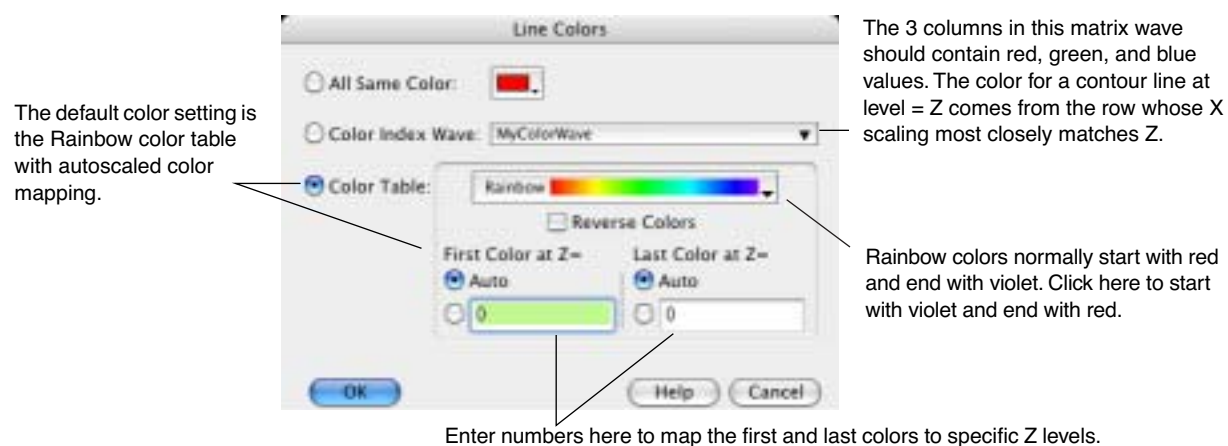 Line Colors
All Same Color:
Color Index Wave: MyColorWave
Color Table: Rainbow
Reverse Colors
First Color at Z=
Last Color at Z=
Auto
Auto
0
0
OK
Help
Cancel
The default color setting is
the Rainbow color table
with autoscaled color
mapping.
The 3 columns in this matrix wave
should contain red, green, and blue
values. The color for a contour line at
level = Z comes from the row whose X
scaling most closely matches Z.
Rainbow colors normally start with red
and end with violet. Click here to start
with violet and end with red.
Enter numbers here to map the first and last colors to specific Z levels.